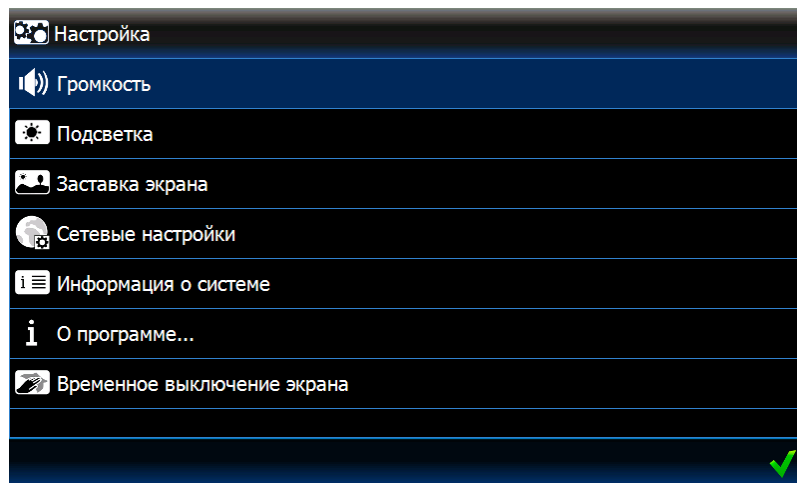 Настройка
Громкость
Подсветка
Заставка экрана
Сетевые настройки
Информация о системе
О программе...
Временное выключение экрана